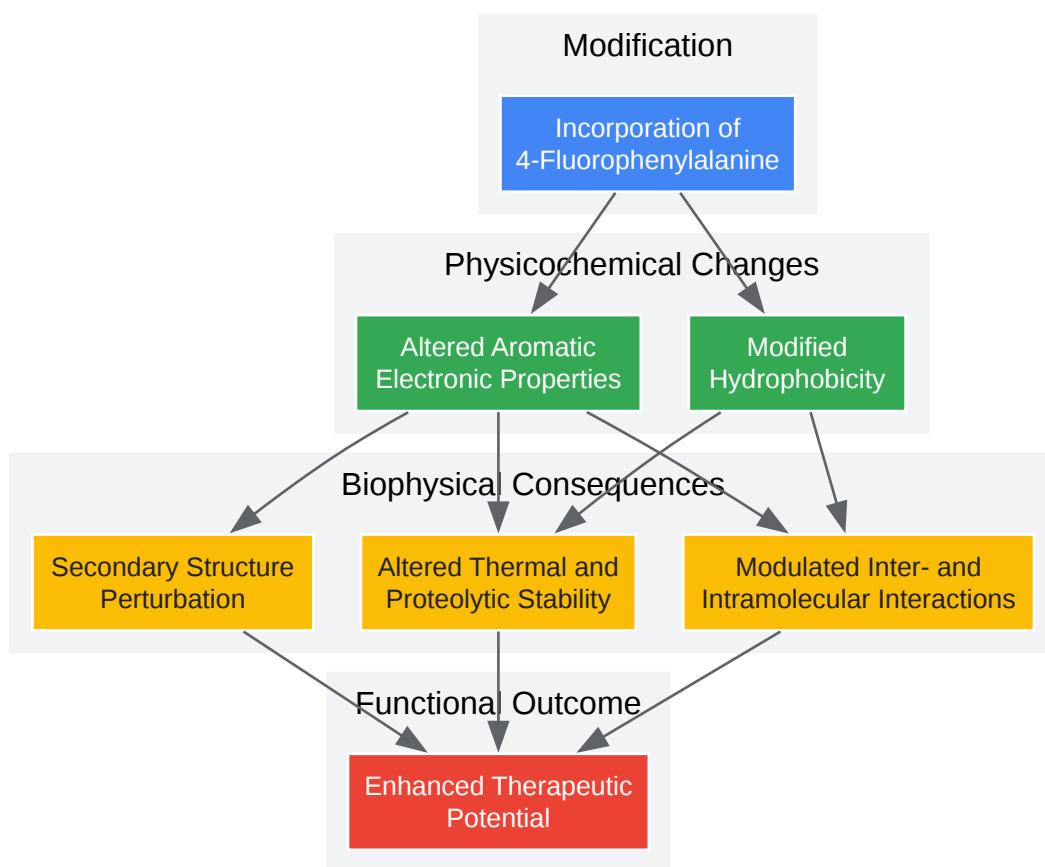 Modification
Incorporation of
4-Fluorophenylalanine
Physicochemical Changes
Altered Aromatic
Electronic Properties
Modified
Hydrophobicity
Biophysical Consequences
Secondary Structure
Perturbation
Altered Thermal and
Proteolytic Stability
Modulated Inter- and
Intramolecular Interactions
Functional Outcome
Enhanced Therapeutic
Potential